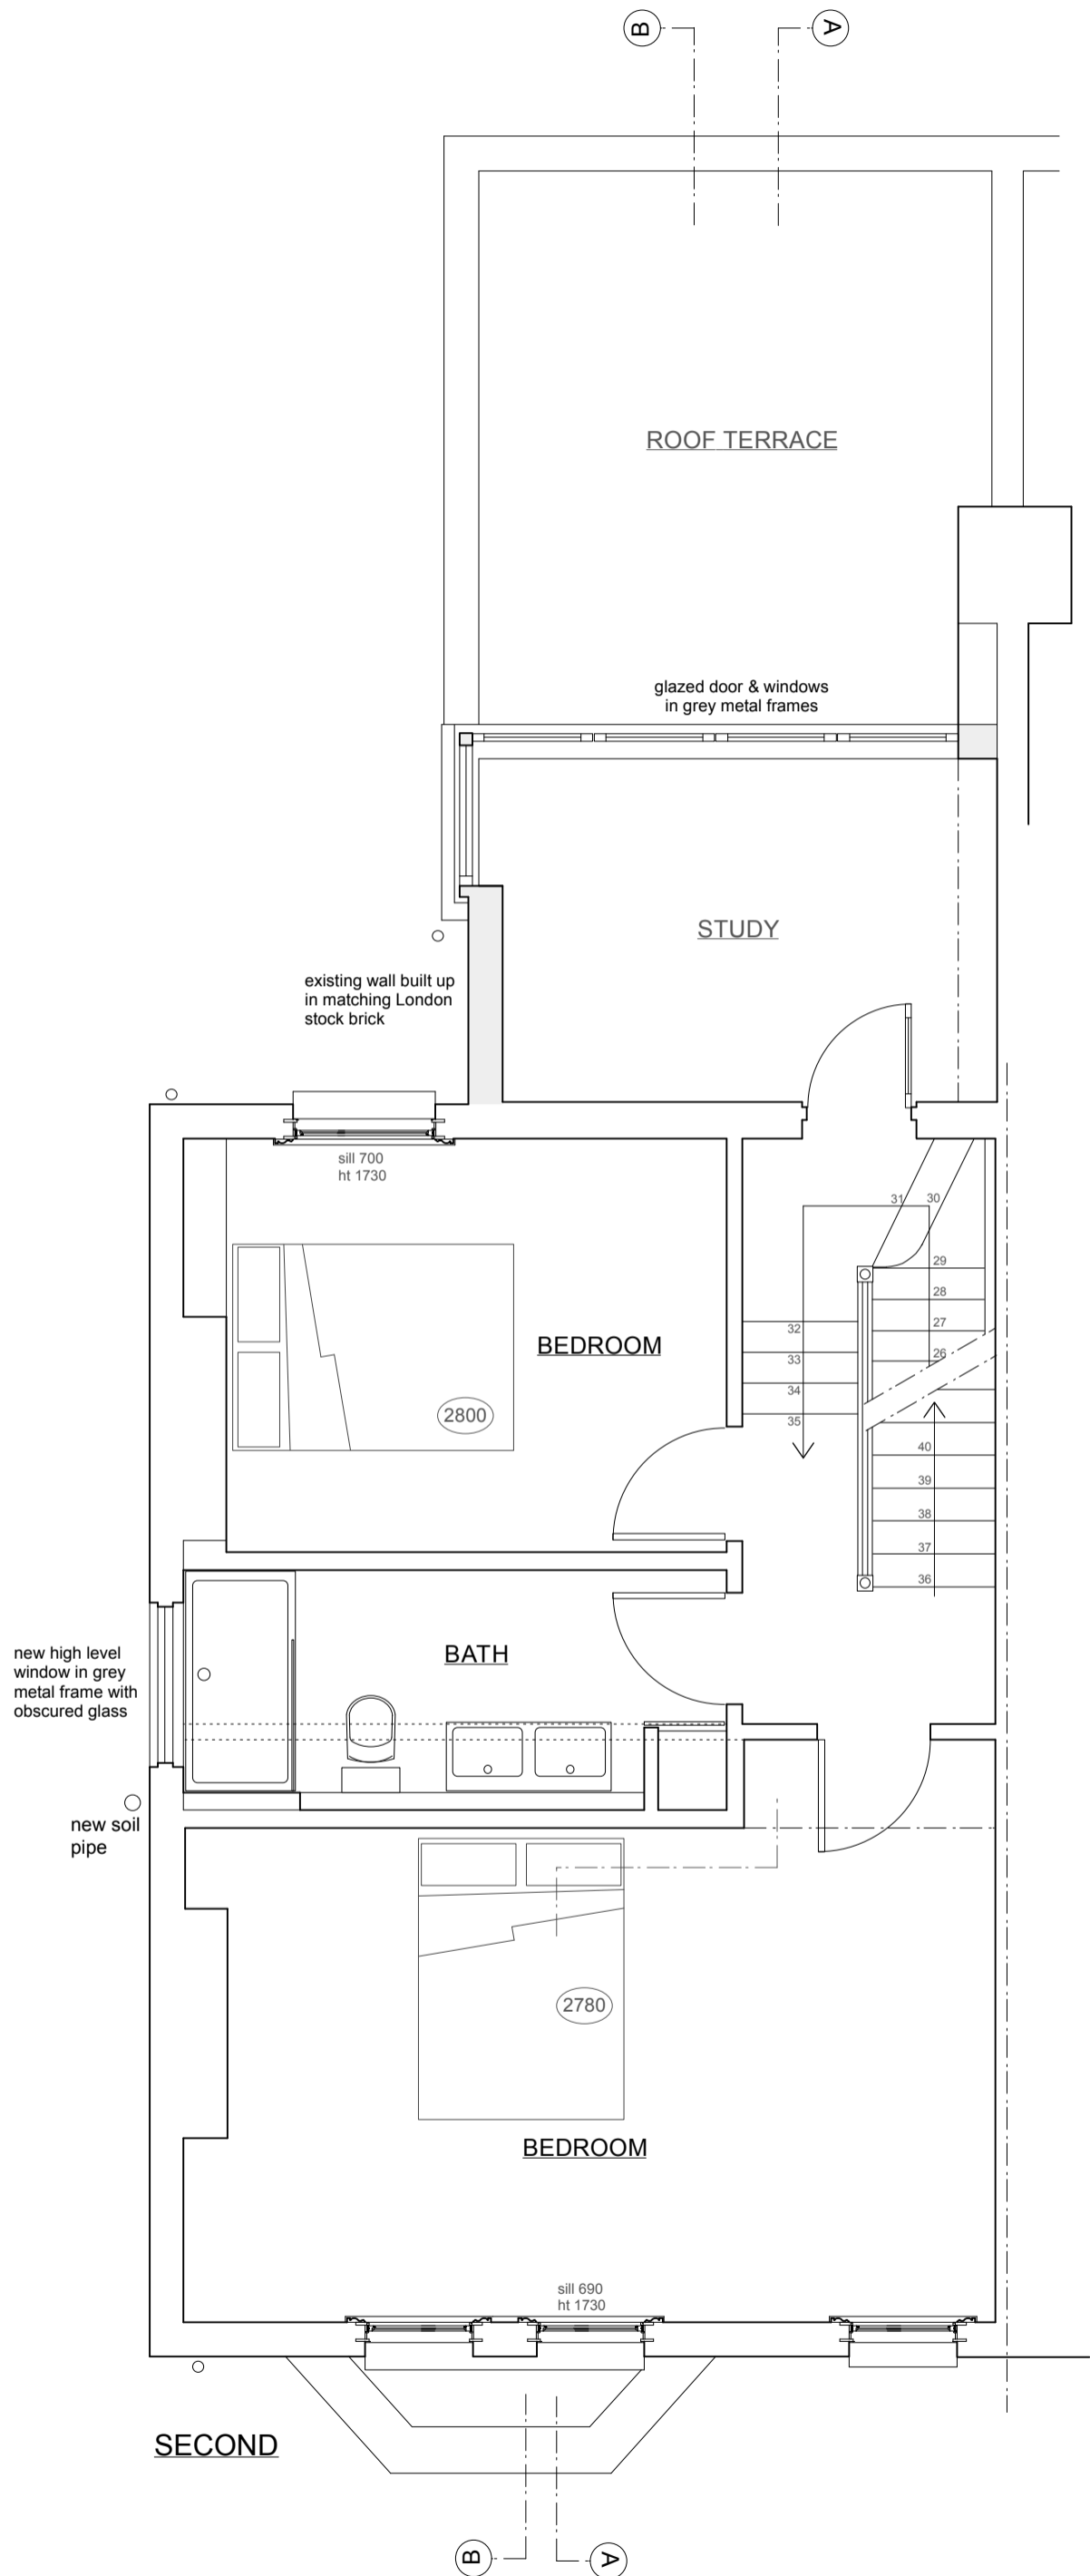 B
A
ROOF TERRACE
glazed door & windows
in grey metal frames
STUDY
existing wall built up
in matching London
stock brick
sill 700
ht 1730
31
30
29
28
27
26
32
33
34
35
BEDROOM
2800
40
39
38
37
36
new high level
window in grey
metal frame with
obscured glass
BATH
new soil
pipe
2780
BEDROOM
sill 690
ht 1730
SECOND
B
A